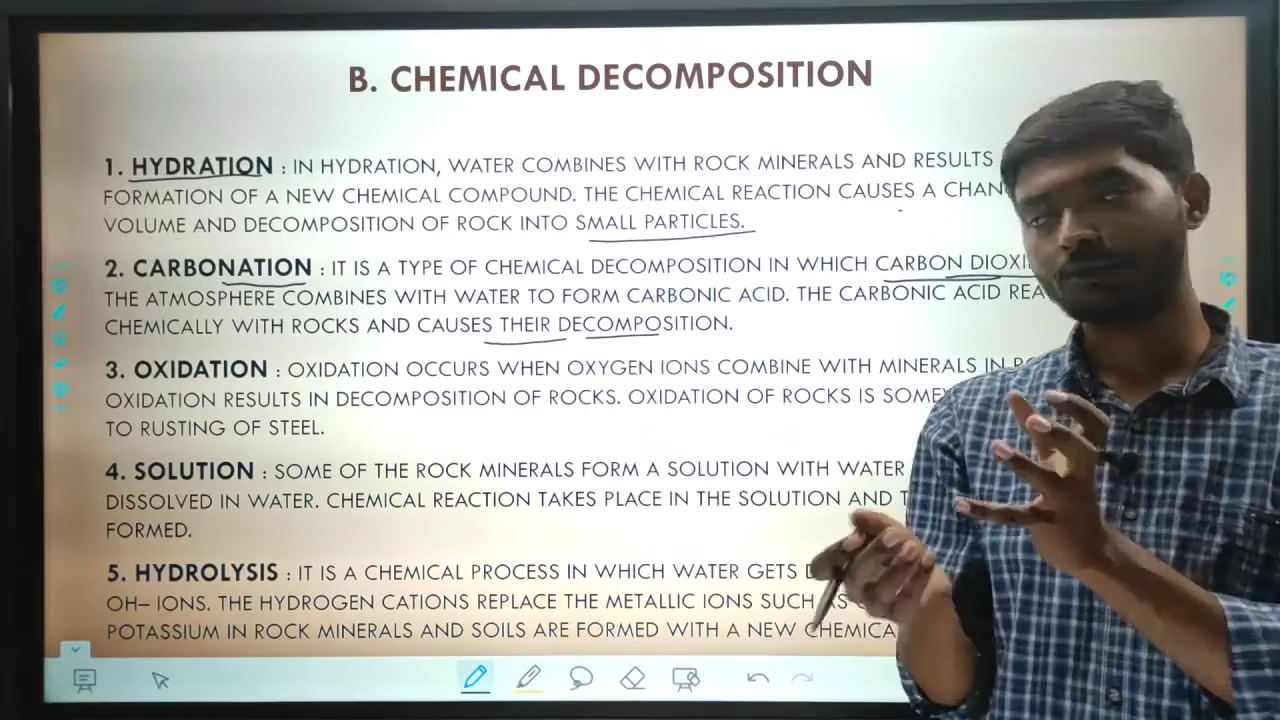 B. CHEMICAL DECOMPOSITION
1. HYDRATION : IN HYDRATION, WATER COMBINES WITH ROCK MINERALS AND RESULTS
FORMATION OF A NEW CHEMICAL COMPOUND. THE CHEMICAL REACTION CAUSES A
VOLUME AND DECOMPOSITION OF ROCK INTO SMALL PARTICLES.
2. CARBONATION : IT IS A TYPE OF CHEMICAL DECOMPOSITION IN WHICH CARBON
THE ATMOSPHERE COMBINES WITH WATER TO FORM CARBONIC ACID. THE CARBONIC ACID
CHEMICALLY WITH ROCKS AND CAUSES THEIR DECOMPOSITION.
3. OXIDATION : OXIDATION OCCURS WHEN OXYGEN IONS COMBINE WITH MINERALS IN
OXIDATION RESULTS IN DECOMPOSITION OF ROCKS. OXIDATION OF ROCKS IS
TO RUSTING OF STEEL.
4. SOLUTION : SOME OF THE ROCK MINERALS FORM A SOLUTION WITH WATER
DISSOLVED IN WATER. CHEMICAL REACTION TAKES PLACE IN THE SOLUTION AND
FORMED.
5. HYDROLYSIS : IT IS A CHEMICAL PROCESS IN WHICH WATER GETS
OH– IONS. THE HYDROGEN CATIONS REPLACE THE METALLIC IONS SUCH AS
POTASSIUM IN ROCK MINERALS AND SOILS ARE FORMED WITH A NEW